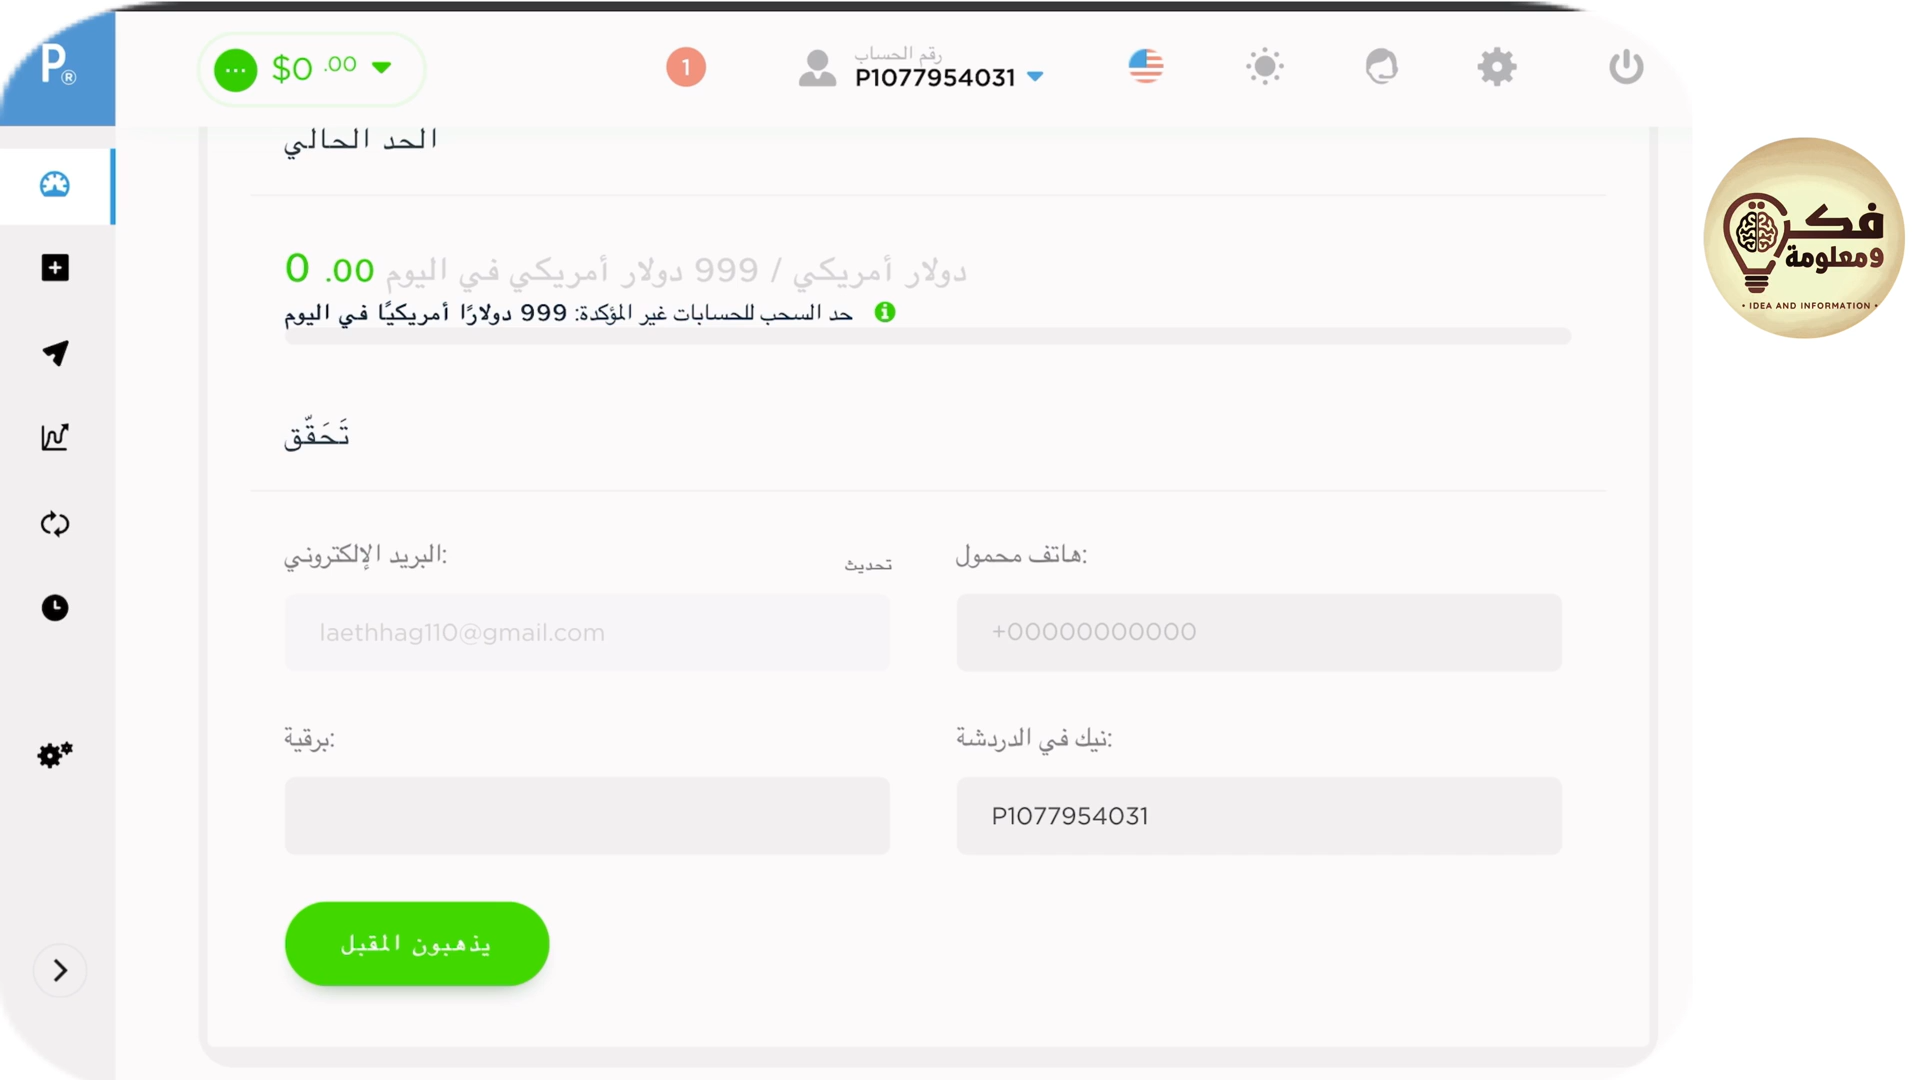 P®
$0 .00
1
رقم الحساب
P1077954031
الحد الحالي
0 .00 دولار أمريكي / 999 دولار أمريكي في اليوم
حد السحب للحسابات غير المؤكدة: 999 دولارًا أمريكيًا في اليوم
تَحَقّق
البريد الإلكتروني:
تحديث
هاتف محمول:
laethhag110@gmail.com
+00000000000
برقية:
نيك في الدردشة:
P1077954031
يذهبون المقبل
فكرة
ومعلومة
• IDEA AND INFORMATION •